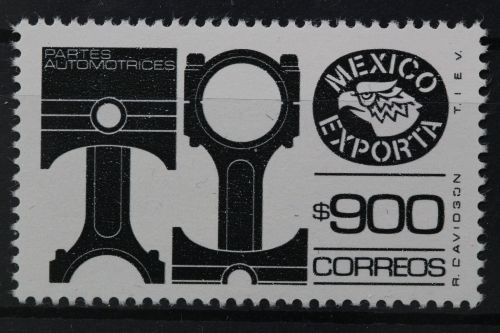 PARTES
AUTOMOTRICES
MEXICO
EXPORTA
$900
CORREOS
R. DAVIDSON T. I E V.